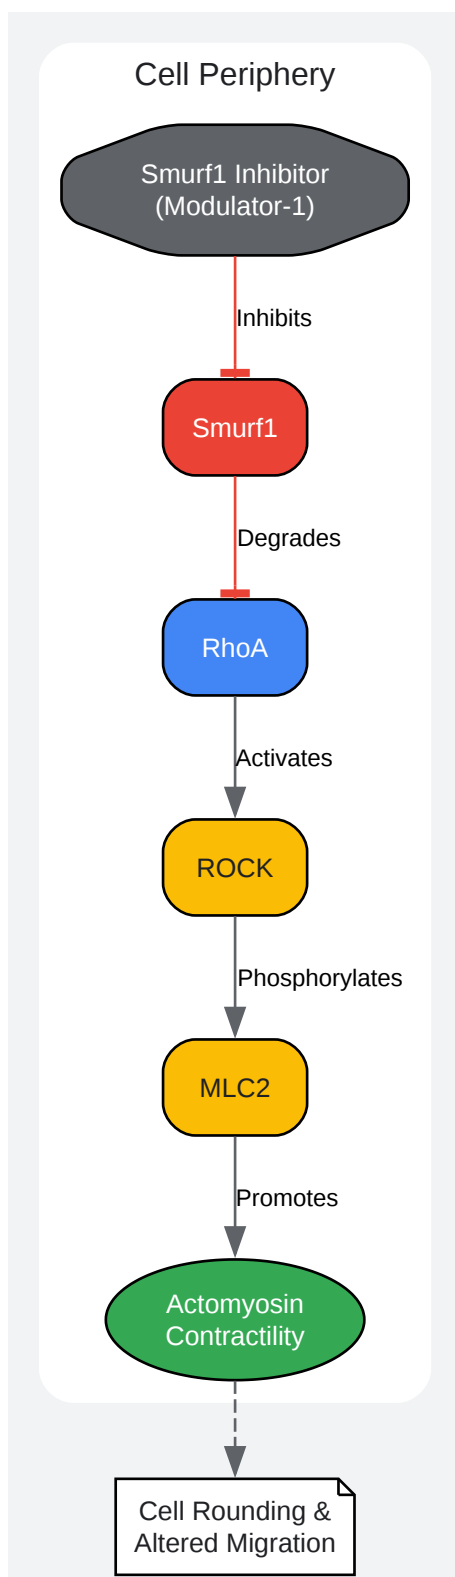 Cell Periphery
Smurf1 Inhibitor
(Modulator-1)
Inhibits
Smurf1
Degrades
RhoA
Activates
ROCK
Phosphorylates
MLC2
Promotes
Actomyosin
Contractility
Cell Rounding &
Altered Migration